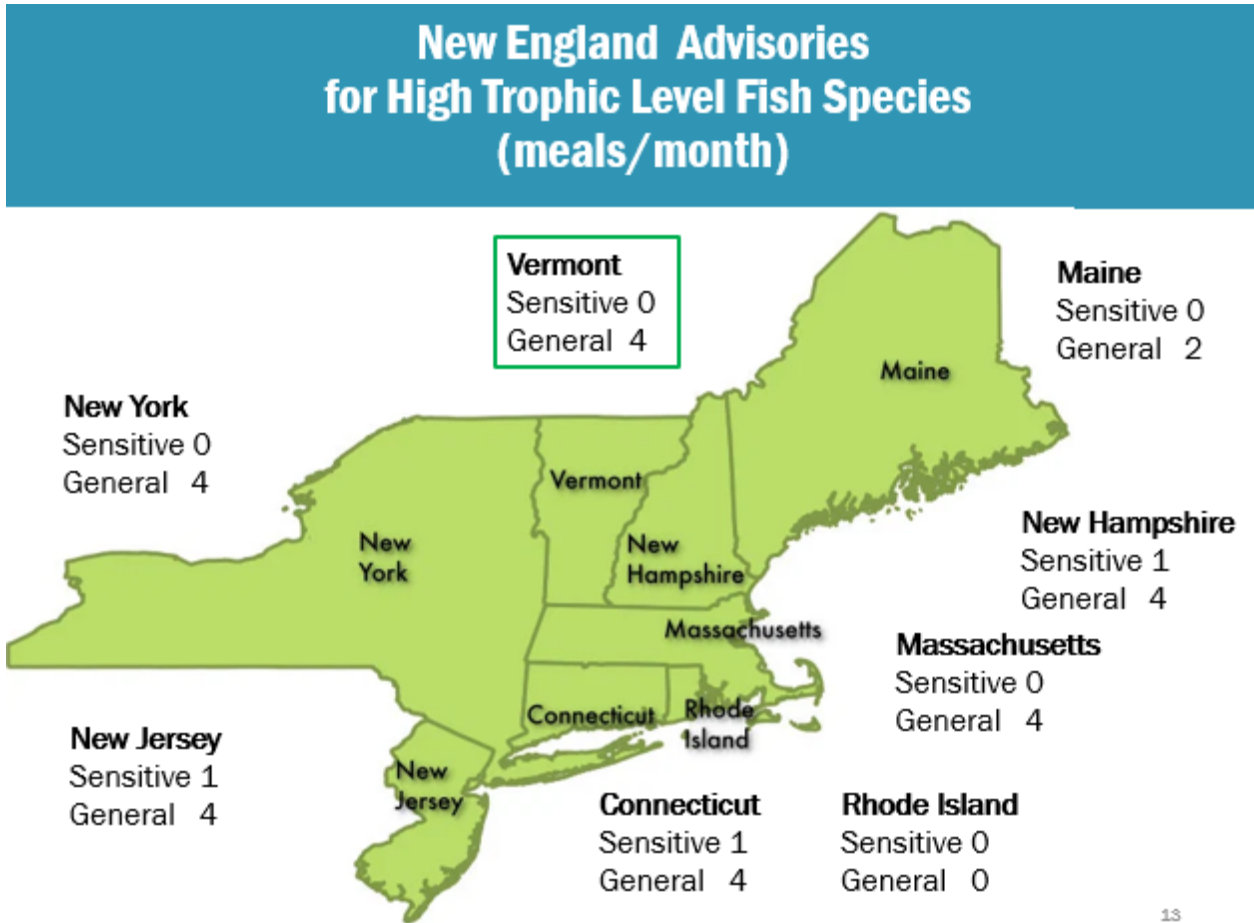 New England Advisories
for High Trophic Level Fish Species
(meals/month)
Vermont
Sensitive 0
General 4
Maine
Sensitive 0
General 2
New York
Sensitive 0
General 4
New Hampshire
Sensitive 1
General 4
Massachusetts
Sensitive 0
General 4
New Jersey
Sensitive 1
General 4
Connecticut
Sensitive 1
General 4
Rhode Island
Sensitive 0
General 0
Maine
Vermont
New
York
New
Hampshire
Massachusetts
Connecticut
Rhode
Island
New
Jersey
13